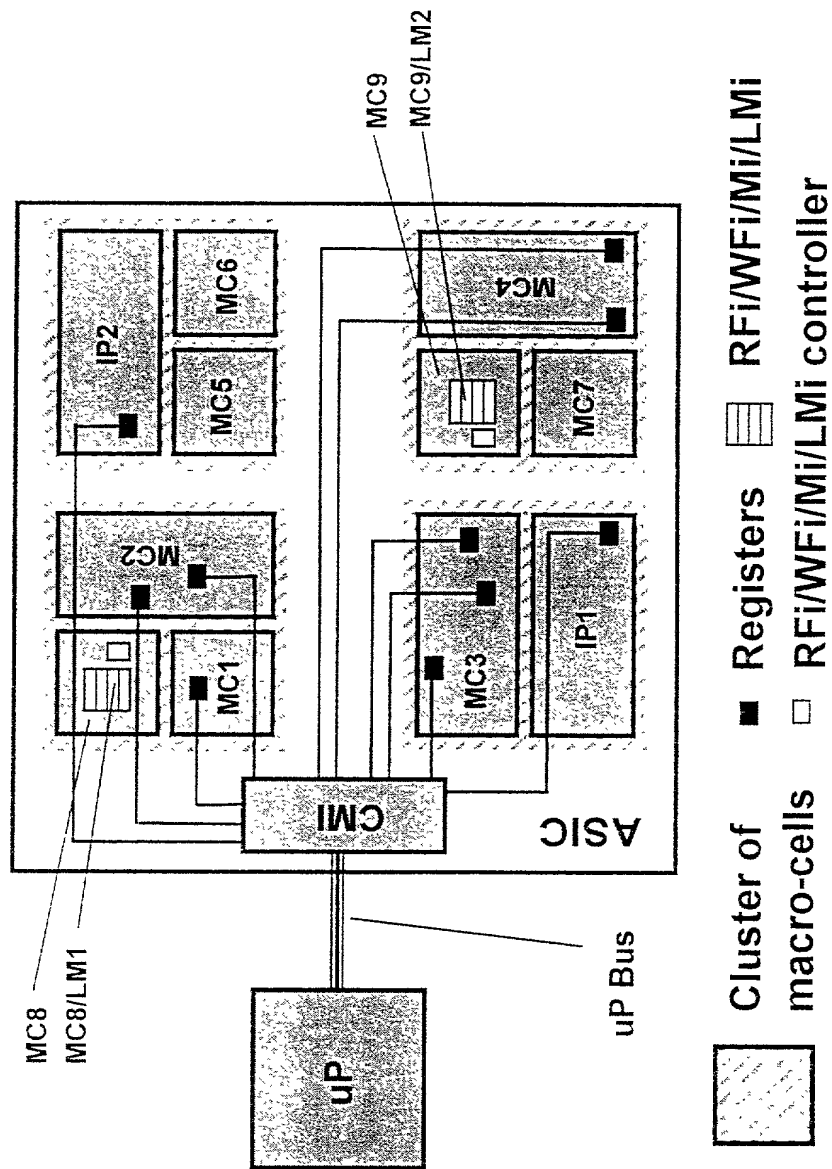 MC8
MC8/LM1
MC9
MC9/LM2
IP2
MC6
MC5
MC2
MC1
MC4
MC7
MC3
IP1
CMI
ASIC
uP
uP Bus
Cluster of
macro-cells
Registers
RFi/WFi/Mi/LMi
RFi/WFi/Mi/LMi controller